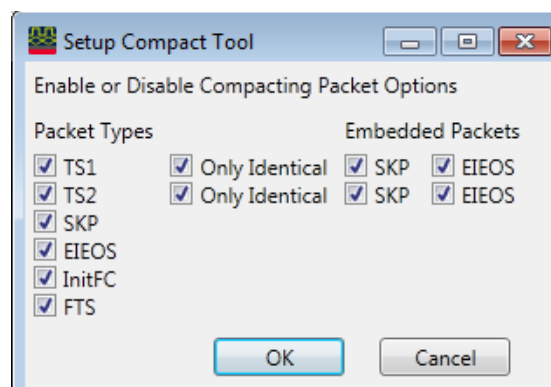 Setup Compact Tool
Enable or Disable Compacting Packet Options
Packet Types Embedded Packets
TS1 Only Identical SKP EIEOS
TS2 Only Identical SKP EIEOS
SKP
EIEOS
InitFC
FTS
OK Cancel